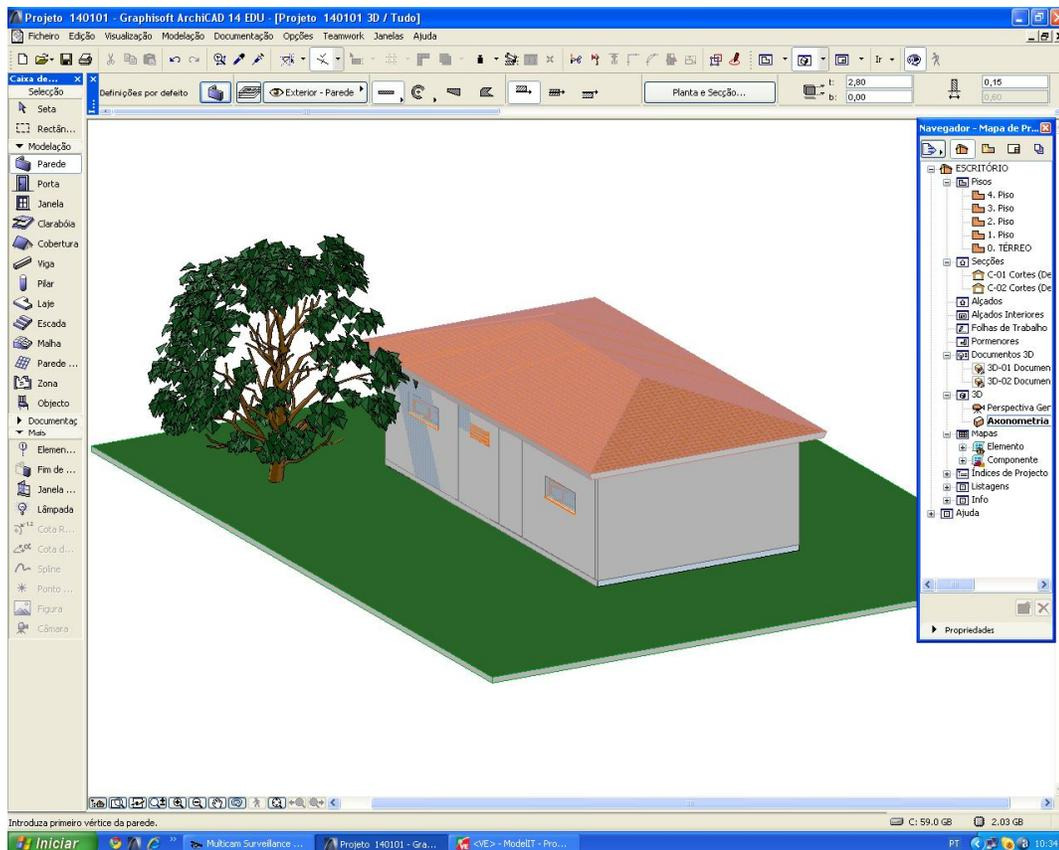 Projeto 140101 - Graphisoft ArchiCAD 14 EDU - [Projeto 140101 3D / Tudo]
Ficheiro Edição Visualização Modelação Documentação Opções Teamwork Janelas Ajuda
Caixa de...
Selecção
Seta
Rectân...
Modelação
Parede
Porta
Janela
Clarabóia
Cobertura
Viga
Pilar
Laje
Escada
Malha
Parede ...
Zona
Objecto
Documentaç
Mais
Elemen...
Fim de ...
Janela ...
Lâmpada
Cota R...
Cota d...
Spline
Ponto ...
Figura
Câmara
Definições por defeito
Exterior - Parede
Planta e Secção...
t: 2,80
b: 0,00
0,15
0,60
Navegador - Mapa de Pr...
ESCRITÓRIO
Pisos
4. Piso
3. Piso
2. Piso
1. Piso
0. TÉRREO
Secções
C-01 Cortes (De
C-02 Cortes (De
Alçados
Alçados Interiores
Folhas de Trabalho
Pormenores
Documentos 3D
3D-01 Documen
3D-02 Documen
3D
Perspectiva Ger
Axonometria
Mapas
Elemento
Componente
Índices de Projecto
Listagens
Info
Ajuda
Propriedades
Introduza primeiro vértice da parede.
C: 59.0 GB
2.03 GB
Iniciar
Multicam Surveillance ...
Projeto 140101 - Gra...
<VE> - ModelIT - Pro...
PT
10:34